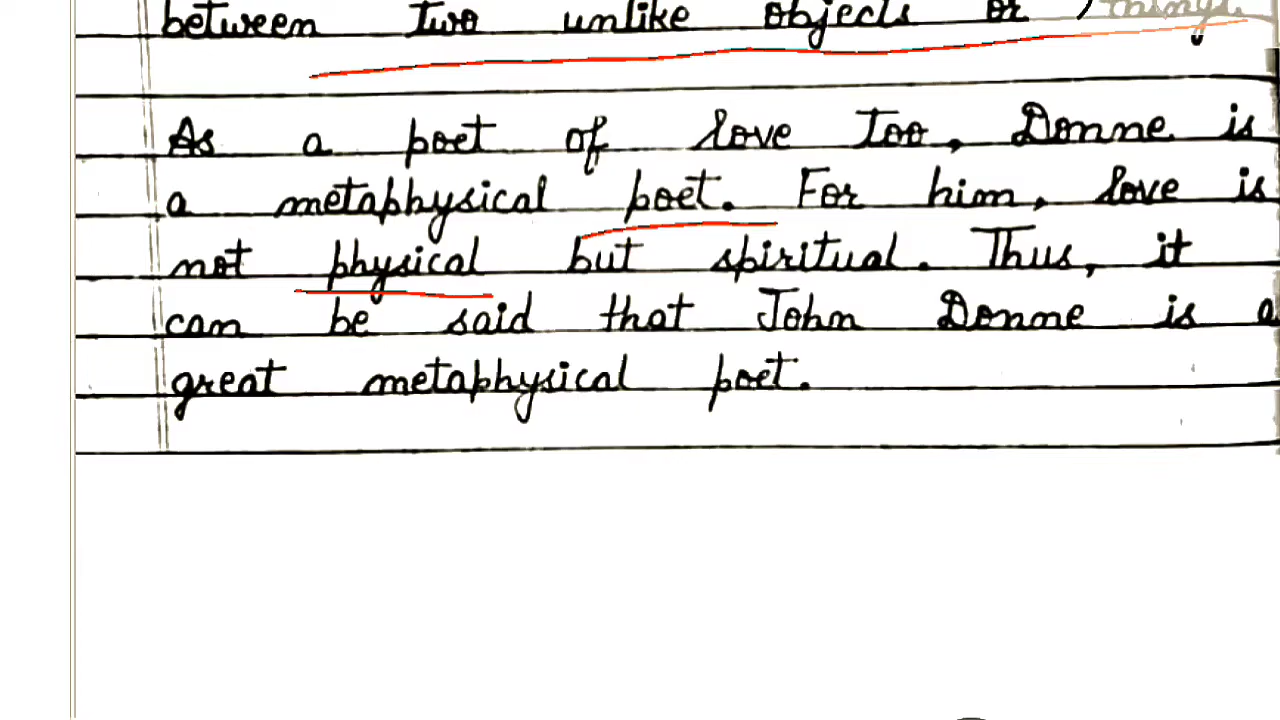 between two unlike objects or things.
As a poet of love too, Donne is
a metaphysical poet. For him, love is
not physical but spiritual. Thus, it
can be said that John Donne is a
great metaphysical poet.